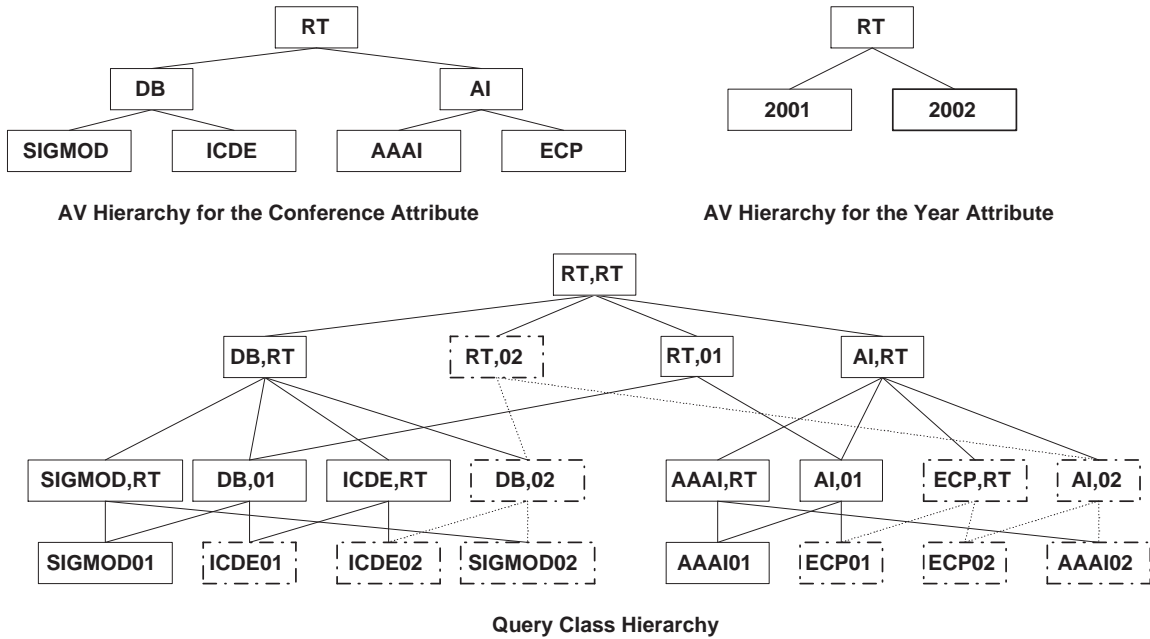 RT
RT
DB
AI
2001
2002
SIGMOD
ICDE
AAAI
ECP
AV Hierarchy for the Conference Attribute
AV Hierarchy for the Year Attribute
RT,RT
DB,RT
RT,02
RT,01
AI,RT
SIGMOD,RT
DB,01
ICDE,RT
DB,02
AAAI,RT
AI,01
ECP,RT
AI,02
SIGMOD01
ICDE01
ICDE02
SIGMOD02
AAAI01
ECP01
ECP02
AAAI02
Query Class Hierarchy